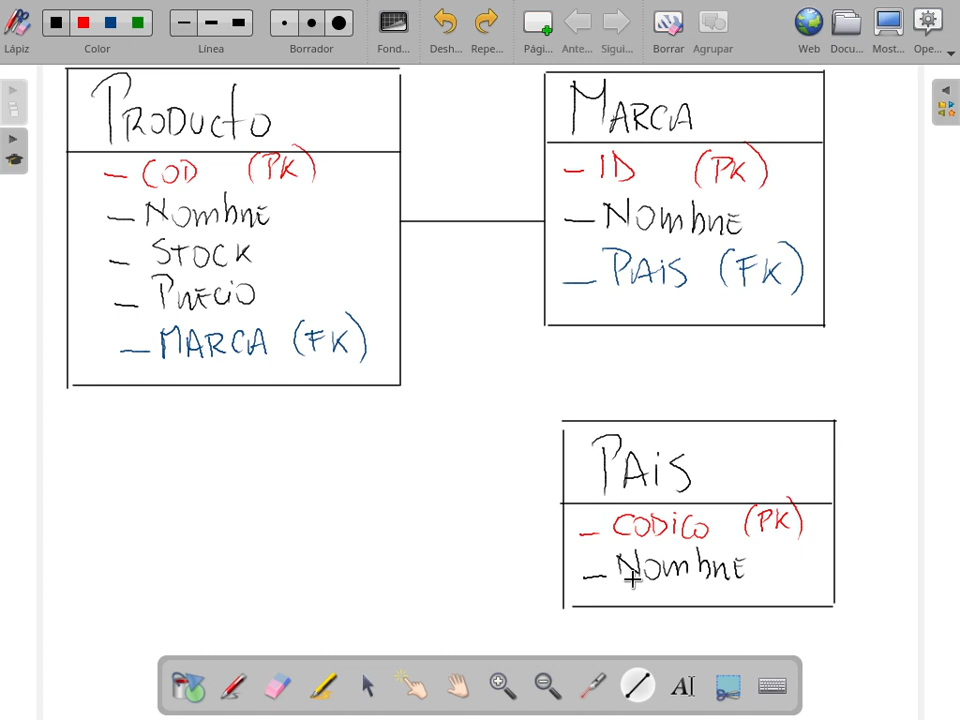 Lápiz
Color
Línea
Borrador
Fond...
Desh...
Repe...
Pági...
Ante...
Sigui...
Borrar
Agrupar
Web
Docu...
Most...
Ope...
PRODUCTO
- COD (PK)
- NOMBRE
- STOCK
- PRECIO
- MARCA (FK)
MARCA
- ID (PK)
- NOMBRE
- PAiS (FK)
PAiS
- CODiGO (PK)
- NOMBRE